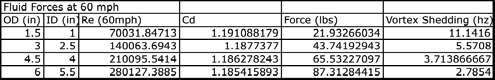 Fluid Forces at 60 mph
OD (in) ID (in) Re (60mph) Cd Force (lbs) Vortex Shedding (hz)
1.5 1 70031.84713 1.191088179 21.93266034 11.1416
3 2.5 140063.6943 1.1877377 43.74192943 5.5708
4.5 4 210095.5414 1.186278243 65.53227097 3.713866667
6 5.5 280127.3885 1.185415893 87.31284415 2.7854